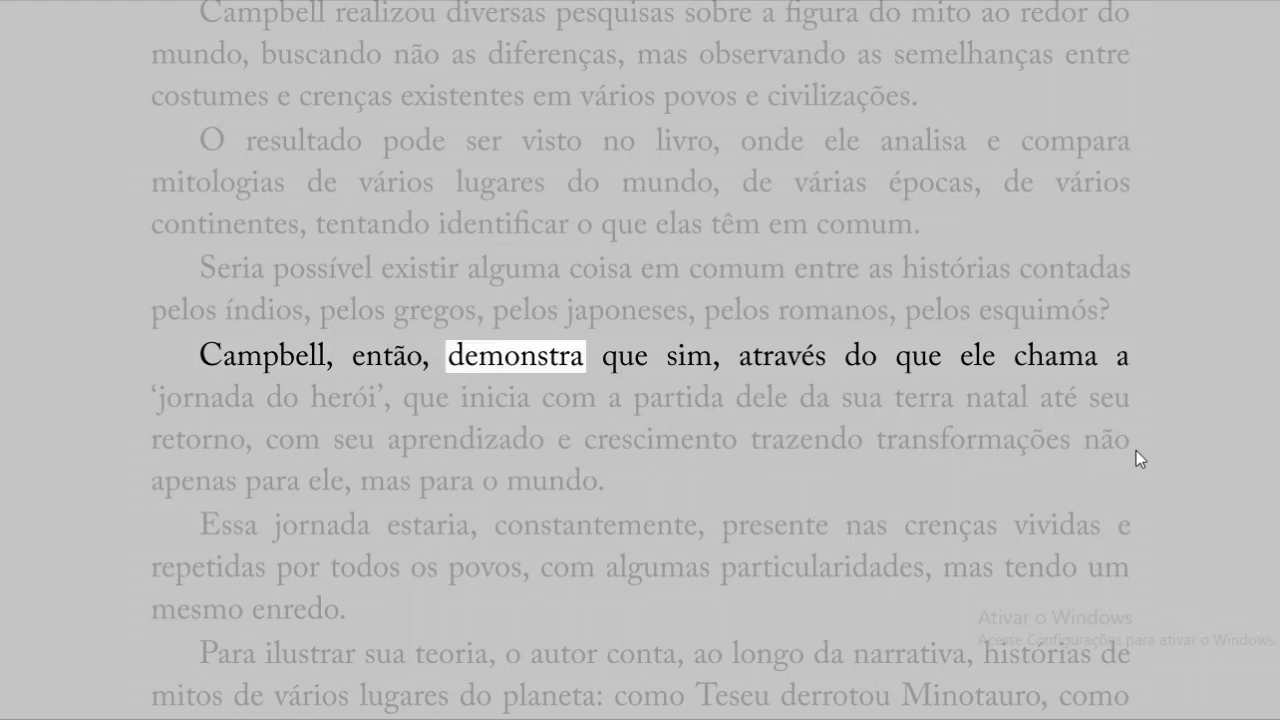 Campbell realizou diversas pesquisas sobre a figura do mito ao redor do
mundo, buscando não as diferenças, mas observando as semelhanças entre
costumes e crenças existentes em vários povos e civilizações.
O resultado pode ser visto no livro, onde ele analisa e compara
mitologias de vários lugares do mundo, de várias épocas, de vários
continentes, tentando identificar o que elas têm em comum.
Seria possível existir alguma coisa em comum entre as histórias contadas
pelos índios, pelos gregos, pelos japoneses, pelos romanos, pelos esquimós?
Campbell, então, demonstra que sim, através do que ele chama a
‘jornada do herói’, que inicia com a partida dele da sua terra natal até seu
retorno, com seu aprendizado e crescimento trazendo transformações não
apenas para ele, mas para o mundo.
Essa jornada estaria, constantemente, presente nas crenças vividas e
repetidas por todos os povos, com algumas particularidades, mas tendo um
mesmo enredo.
Ativar o Windows
Acesse Configurações para ativar o Windows.
Para ilustrar sua teoria, o autor conta, ao longo da narrativa, histórias de
mitos de vários lugares do planeta: como Teseu derrotou Minotauro, como